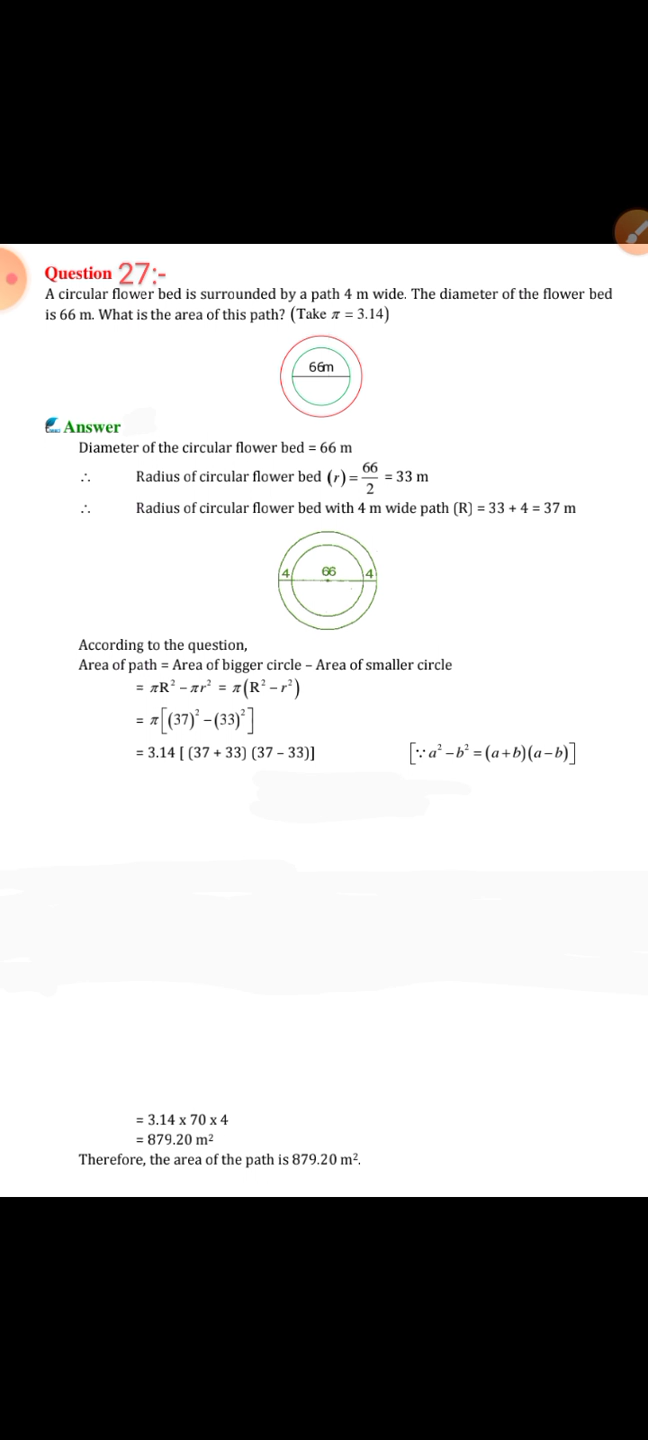 Question 27:-
A circular flower bed is surrounded by a path 4 m wide. The diameter of the flower bed
is 66 m. What is the area of this path? (Take π = 3.14)
66m
Answer
Diameter of the circular flower bed = 66 m
∴ Radius of circular flower bed (r) = 66/2 = 33 m
∴ Radius of circular flower bed with 4 m wide path (R) = 33 + 4 = 37 m
4 66 4
According to the question,
Area of path = Area of bigger circle – Area of smaller circle
= πR² – πr² = π(R² – r²)
= π[(37)² – (33)²]
= 3.14 [ (37 + 33) (37 – 33)] [∵ a² – b² = (a+b)(a–b)]
= 3.14 x 70 x 4
= 879.20 m²
Therefore, the area of the path is 879.20 m².